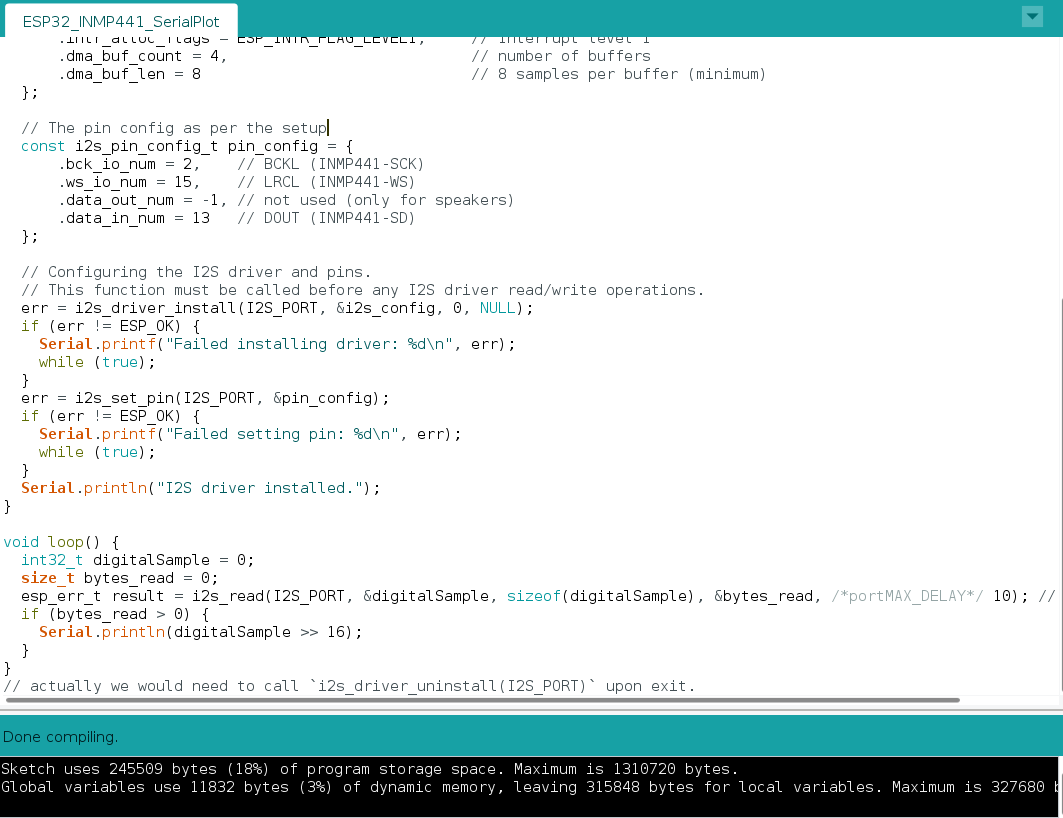 ESP32_INMP441_SerialPlot
.intr_alloc_flags = ESP_INTR_FLAG_LEVEL1,     // Interrupt level 1
.dma_buf_count = 4,                           // number of buffers
.dma_buf_len = 8                              // 8 samples per buffer (minimum)
};
// The pin config as per the setup
const i2s_pin_config_t pin_config = {
.bck_io_num = 2,    // BCKL (INMP441-SCK)
.ws_io_num = 15,    // LRCL (INMP441-WS)
.data_out_num = -1, // not used (only for speakers)
.data_in_num = 13   // DOUT (INMP441-SD)
};
// Configuring the I2S driver and pins.
// This function must be called before any I2S driver read/write operations.
err = i2s_driver_install(I2S_PORT, &i2s_config, 0, NULL);
if (err != ESP_OK) {
Serial.printf("Failed installing driver: %d\n", err);
while (true);
}
err = i2s_set_pin(I2S_PORT, &pin_config);
if (err != ESP_OK) {
Serial.printf("Failed setting pin: %d\n", err);
while (true);
}
Serial.println("I2S driver installed.");
}
void loop() {
int32_t digitalSample = 0;
size_t bytes_read = 0;
esp_err_t result = i2s_read(I2S_PORT, &digitalSample, sizeof(digitalSample), &bytes_read, /*portMAX_DELAY*/ 10); //
if (bytes_read > 0) {
Serial.println(digitalSample >> 16);
}
}
// actually we would need to call `i2s_driver_uninstall(I2S_PORT)` upon exit.
Done compiling.
Sketch uses 245509 bytes (18%) of program storage space. Maximum is 1310720 bytes.
Global variables use 11832 bytes (3%) of dynamic memory, leaving 315848 bytes for local variables. Maximum is 327680 b